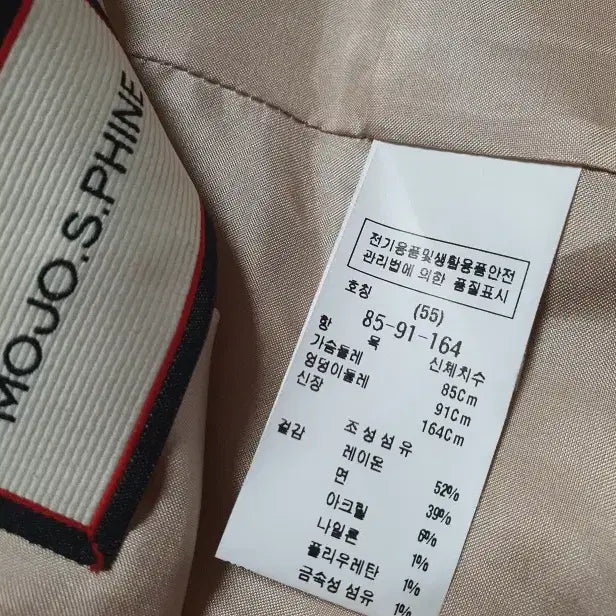 MOJO.S.PHINE
전기용품및생활용품안전
관리법에 의한 품질표시
호칭 (55)
85-91-164
항 목 신체치수
가슴둘레 85Cm
엉덩이둘레 91Cm
신장 164Cm
겉감 조성섬유
레이온 52%
면 39%
아크릴 6%
나일론 1%
폴리우레탄 1%
금속성 섬유 1%